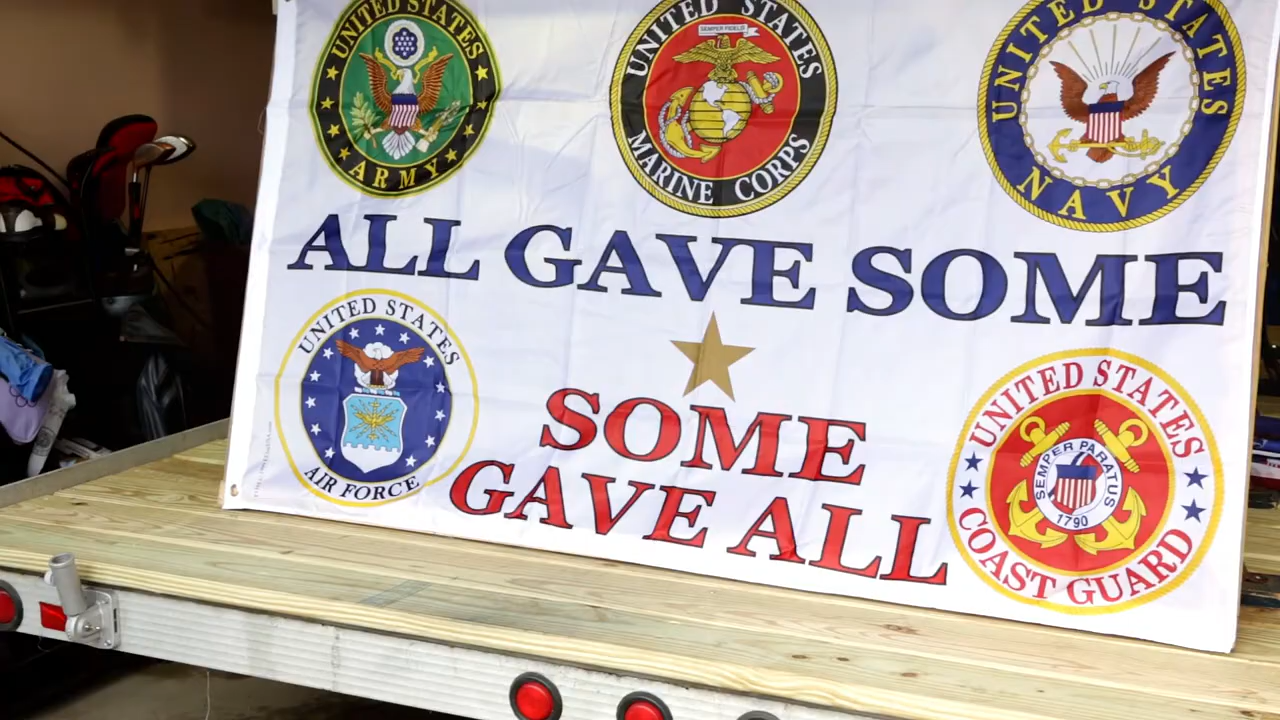 UNITED STATES
ARMY
UNITED STATES
SEMPER FIDELIS
MARINE CORPS
UNITED STATES
NAVY
ALL GAVE SOME
UNITED STATES
AIR FORCE
SOME
GAVE ALL
UNITED STATES
SEMPER PARATUS
1790
COAST GUARD